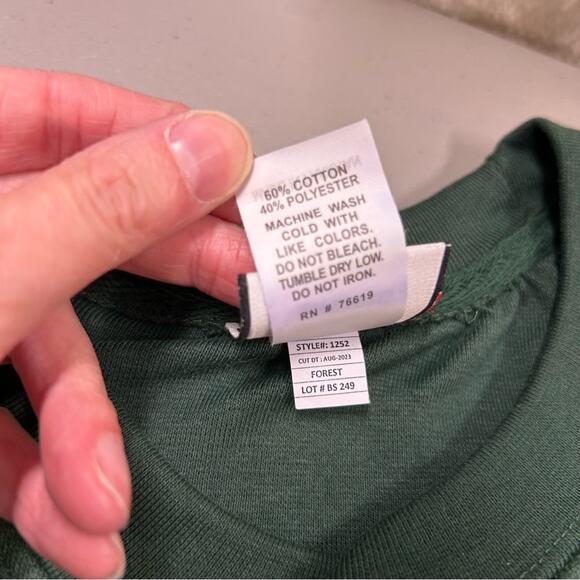 60% COTTON
40% POLYESTER
MACHINE WASH
COLD WITH
LIKE COLORS.
DO NOT BLEACH.
TUMBLE DRY LOW.
DO NOT IRON.
RN # 76619
STYLE#: 1252
CUT DT : AUG-2023
FOREST
LOT # BS 249